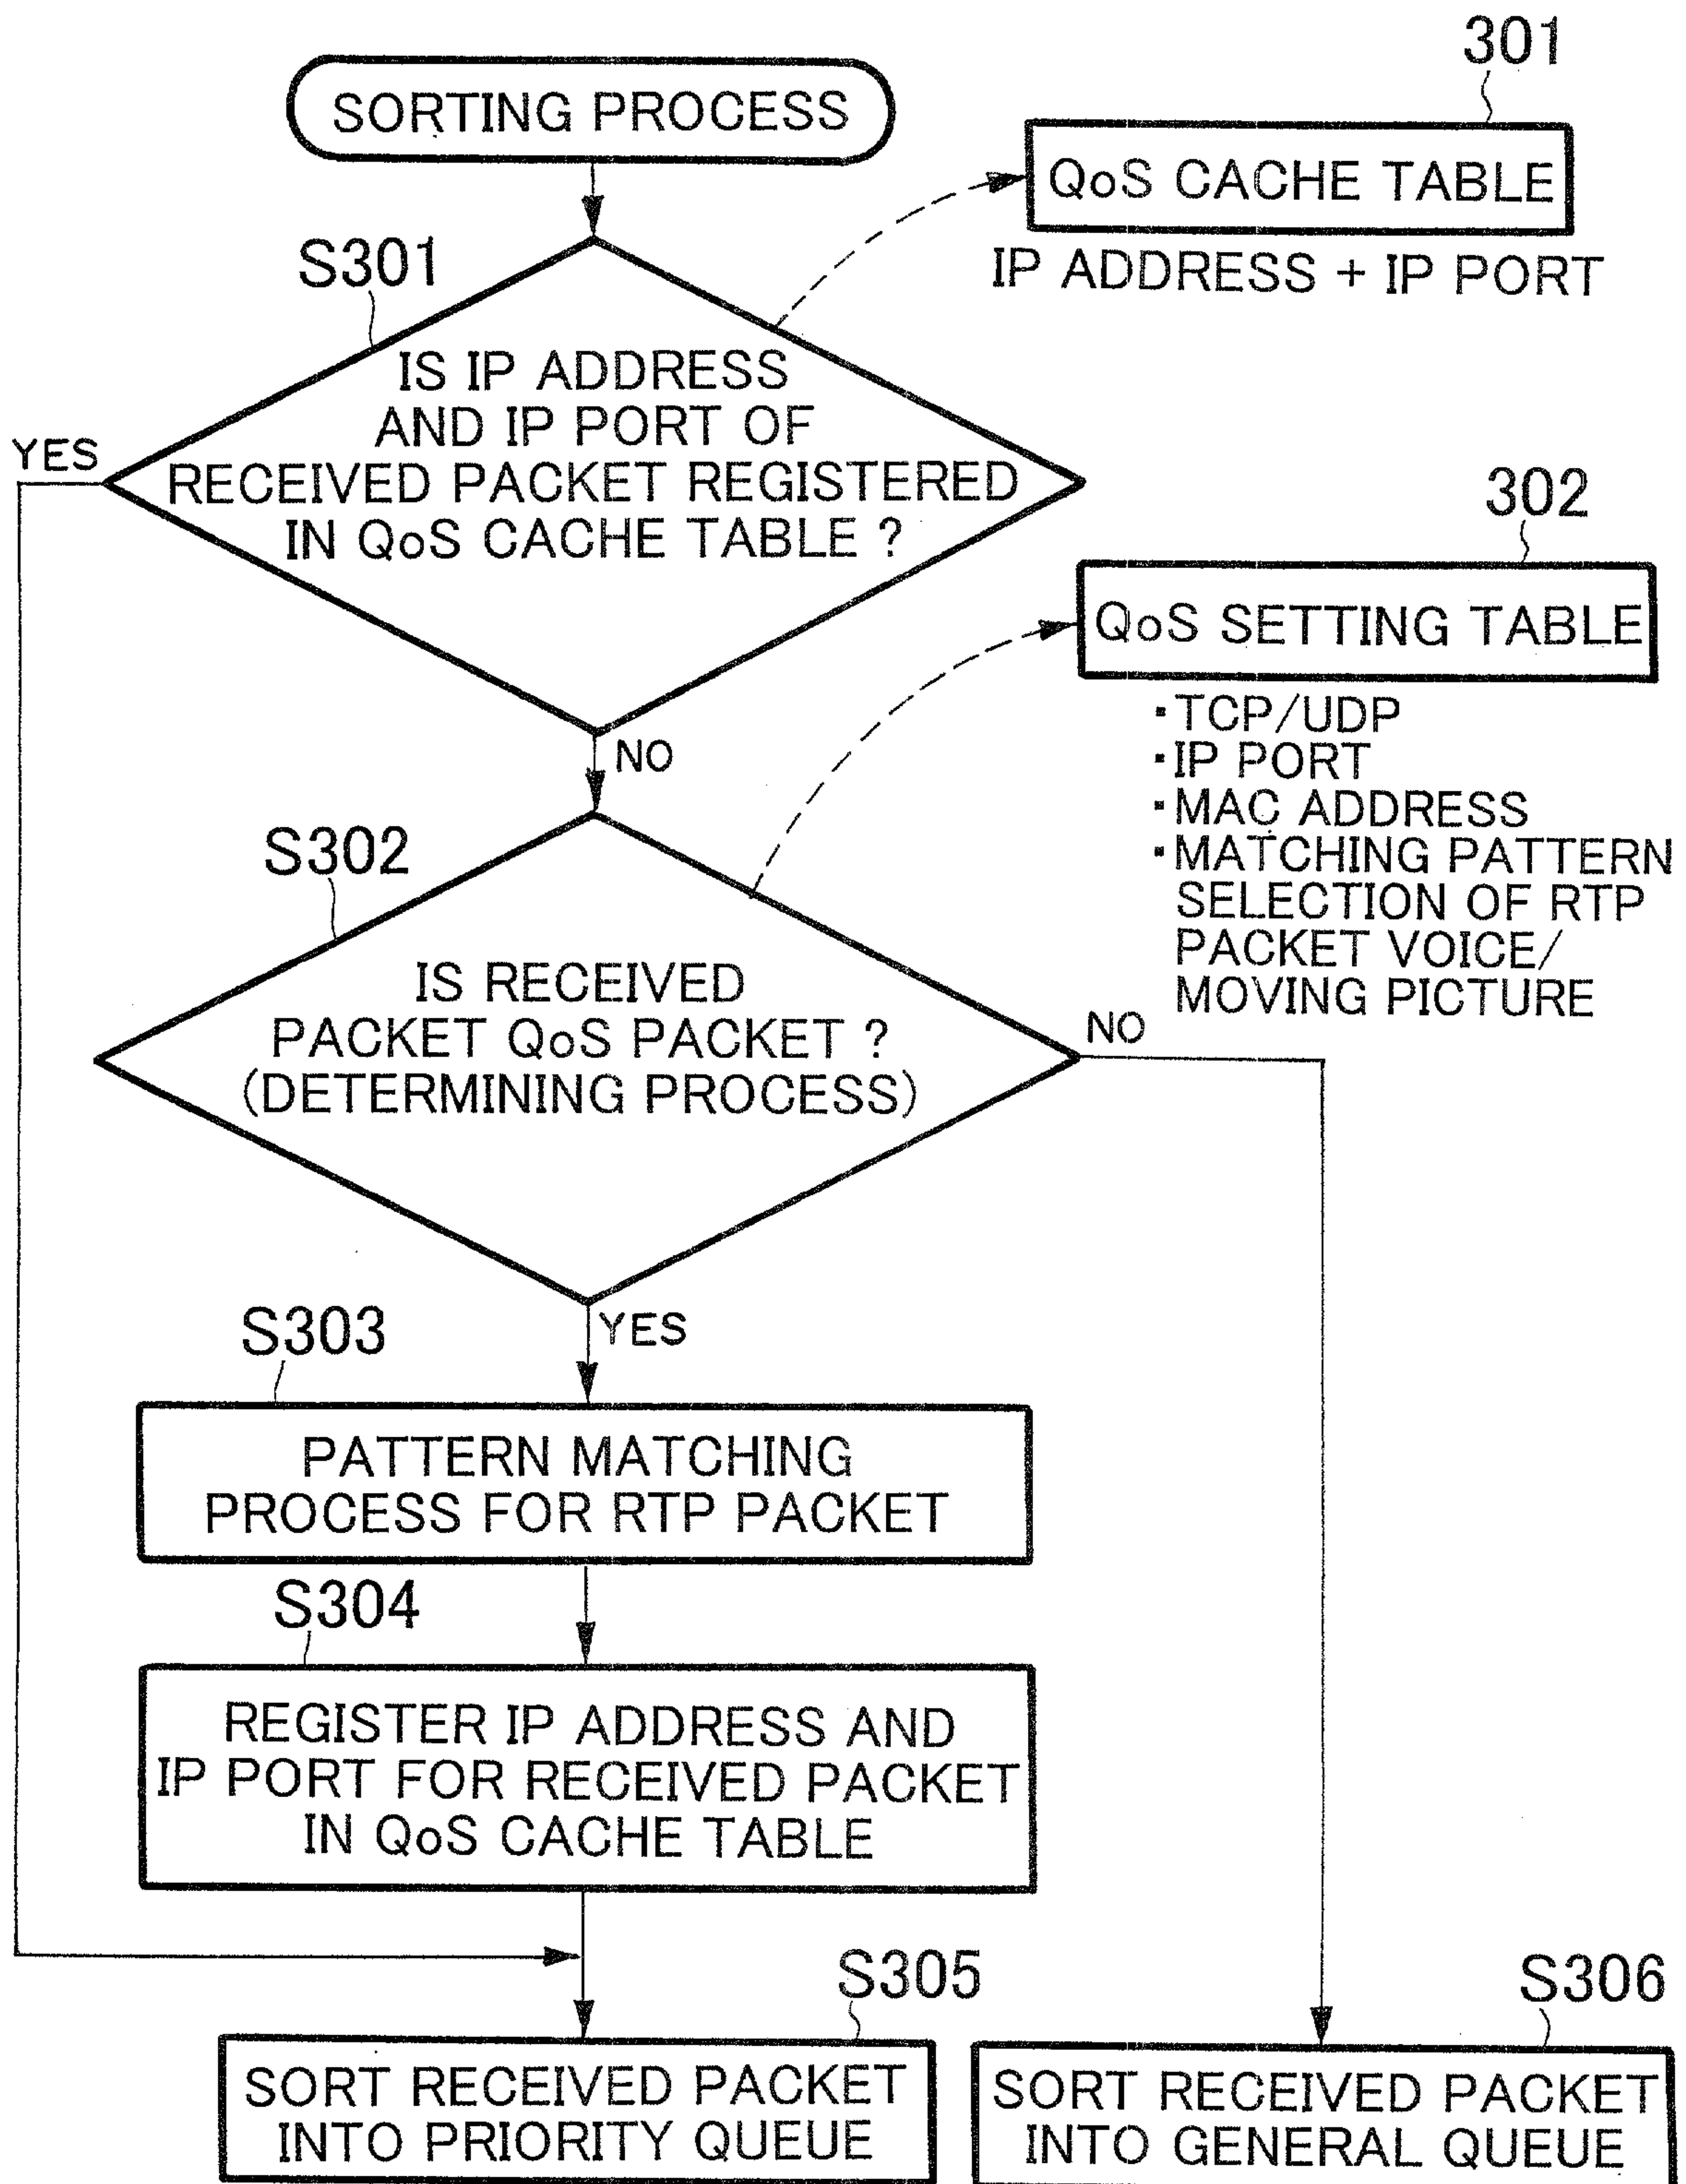 301
SORTING PROCESS
QoS CACHE TABLE
IP ADDRESS + IP PORT
S301
IS IP ADDRESS
AND IP PORT OF
RECEIVED PACKET REGISTERED
IN QoS CACHE TABLE ?
YES
NO
302
QoS SETTING TABLE
・TCP/UDP
・IP PORT
・MAC ADDRESS
・MATCHING PATTERN
SELECTION OF RTP
PACKET VOICE/
MOVING PICTURE
S302
IS RECEIVED
PACKET QoS PACKET ?
(DETERMINING PROCESS)
NO
YES
S303
PATTERN MATCHING
PROCESS FOR RTP PACKET
S304
REGISTER IP ADDRESS AND
IP PORT FOR RECEIVED PACKET
IN QoS CACHE TABLE
S305
SORT RECEIVED PACKET
INTO PRIORITY QUEUE
S306
SORT RECEIVED PACKET
INTO GENERAL QUEUE